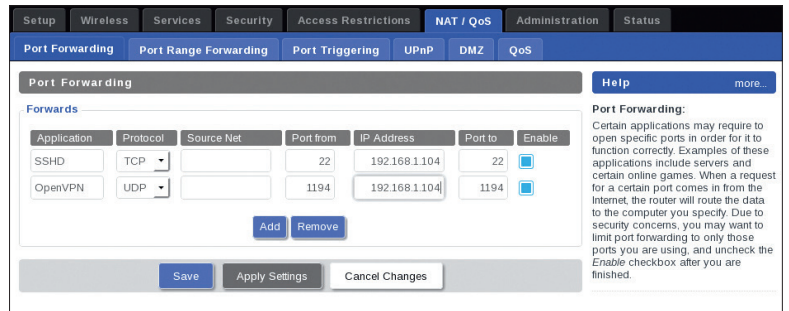 Setup Wireless Services Security Access Restrictions NAT / QoS Administration Status
Port Forwarding Port Range Forwarding Port Triggering UPnP DMZ QoS
Port Forwarding
Forwards
Application Protocol Source Net Port from IP Address Port to Enable
SSHD TCP 22 192.168.1.104 22
OpenVPN UDP 1194 192.168.1.104 1194
Add Remove
Save Apply Settings Cancel Changes
Help more...
Port Forwarding:
Certain applications may require to
open specific ports in order for it to
function correctly. Examples of these
applications include servers and
certain online games. When a request
for a certain port comes in from the
Internet, the router will route the data
to the computer you specify. Due to
security concerns, you may want to
limit port forwarding to only those
ports you are using, and uncheck the
Enable checkbox after you are
finished.